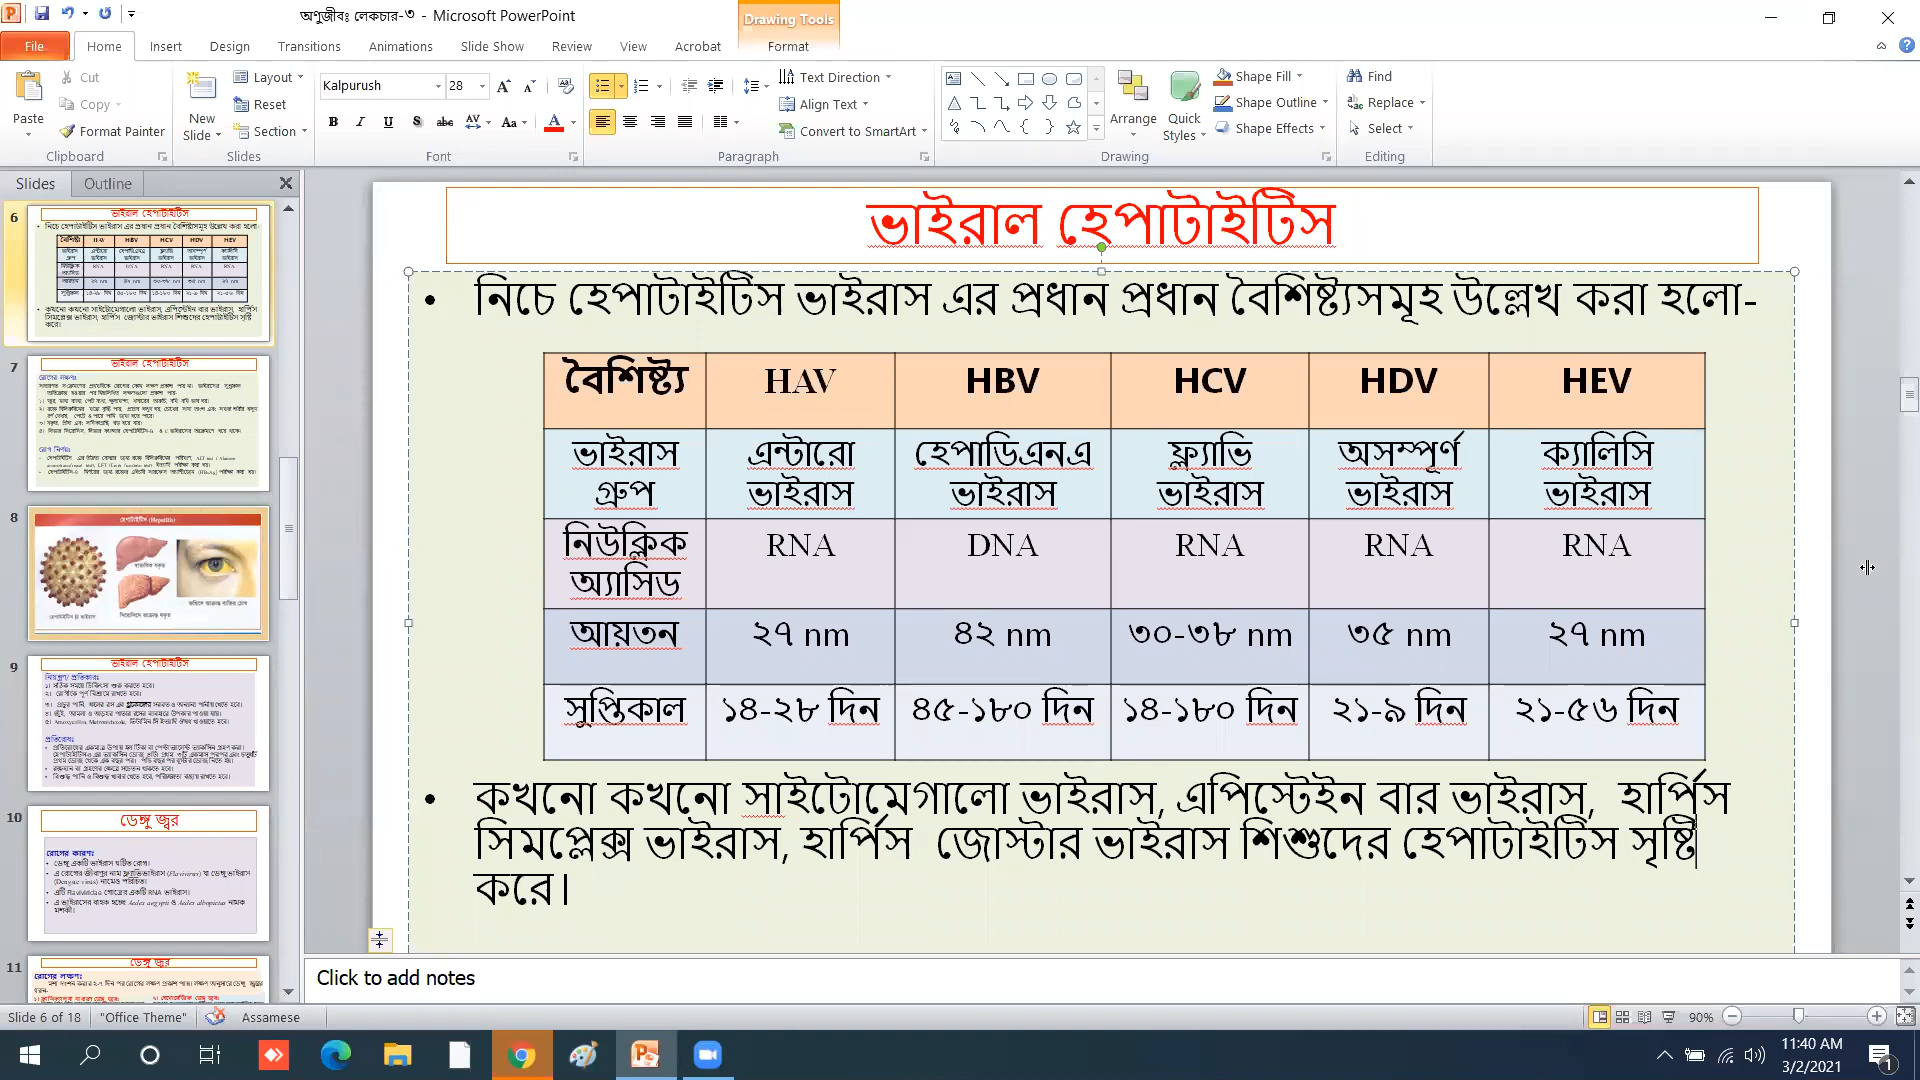 অণুজীবঃ লেকচার-৩ - Microsoft PowerPoint
Drawing Tools
File Home Insert Design Transitions Animations Slide Show Review View Acrobat Format
Paste
Cut
Copy
Format Painter
Clipboard
New Slide
Layout
Reset
Section
Slides
Kalpurush 28
Font
Text Direction
Align Text
Convert to SmartArt
Paragraph
Arrange
Quick Styles
Shape Fill
Shape Outline
Shape Effects
Drawing
Find
Replace
Select
Editing
Slides Outline
6
7
8
9
10
11
ভাইরাল হেপাটাইটিস
• নিচে হেপাটাইটিস ভাইরাস এর প্রধান প্রধান বৈশিষ্ট্যসমূহ উল্লেখ করা হলো-
বৈশিষ্ট্য HAV HBV HCV HDV HEV
ভাইরাস গ্রুপ এন্টারো ভাইরাস হেপাডিএনএ ভাইরাস ফ্ল্যাভি ভাইরাস অসম্পূর্ণ ভাইরাস ক্যালিসি ভাইরাস
নিউক্লিক অ্যাসিড RNA DNA RNA RNA RNA
আয়তন ২৭ nm ৪২ nm ৩০-৩৮ nm ৩৫ nm ২৭ nm
সুপ্তিকাল ১৪-২৮ দিন ৪৫-১৮০ দিন ১৪-১৮০ দিন ২১-৯ দিন ২১-৫৬ দিন
• কখনো কখনো সাইটোমেগালো ভাইরাস, এপিস্টেইন বার ভাইরাস, হার্পিস
সিমপ্লেক্স ভাইরাস, হার্পিস জোস্টার ভাইরাস শিশুদের হেপাটাইটিস সৃষ্টি
করে।
Click to add notes
Slide 6 of 18 "Office Theme" Assamese 90%
11:40 AM
3/2/2021